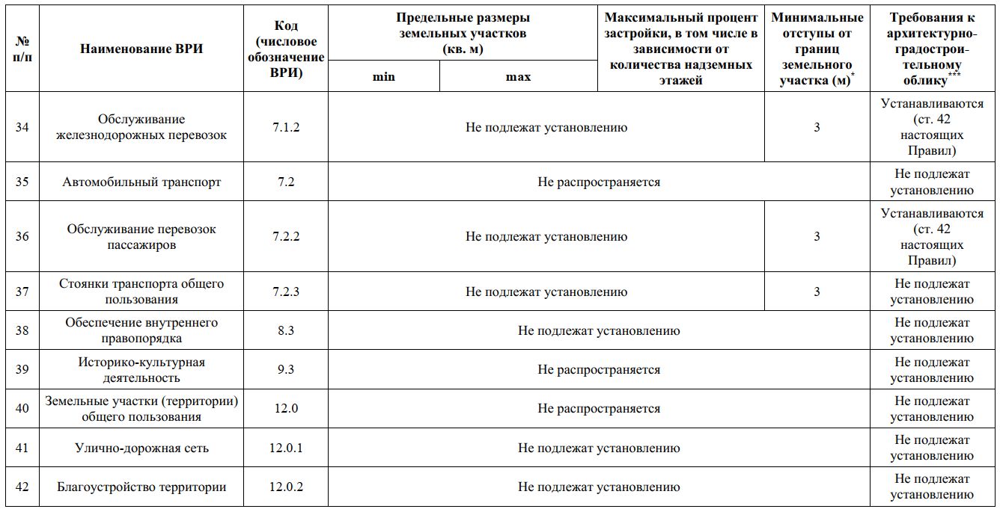 №
п/п
Наименование ВРИ
Код
(числовое
обозначение
ВРИ)
Предельные размеры
земельных участков
(кв. м)
min
max
Максимальный процент
застройки, в том числе в
зависимости от
количества надземных
этажей
Минимальные
отступы от
границ
земельного
участка (м)*
Требования к
архитектурно-
градострои-
тельному
облику***
34
Обслуживание
железнодорожных перевозок
7.1.2
Не подлежат установлению
3
Устанавливаются
(ст. 42
настоящих
Правил)
35
Автомобильный транспорт
7.2
Не распространяется
Не подлежат
установлению
36
Обслуживание перевозок
пассажиров
7.2.2
Не подлежат установлению
3
Устанавливаются
(ст. 42
настоящих
Правил)
37
Стоянки транспорта общего
пользования
7.2.3
Не подлежат установлению
3
Не подлежат
установлению
38
Обеспечение внутреннего
правопорядка
8.3
Не подлежат установлению
Не подлежат
установлению
39
Историко-культурная
деятельность
9.3
Не распространяется
Не подлежат
установлению
40
Земельные участки (территории)
общего пользования
12.0
Не распространяется
Не подлежат
установлению
41
Улично-дорожная сеть
12.0.1
Не подлежат установлению
Не подлежат
установлению
42
Благоустройство территории
12.0.2
Не подлежат установлению
Не подлежат
установлению